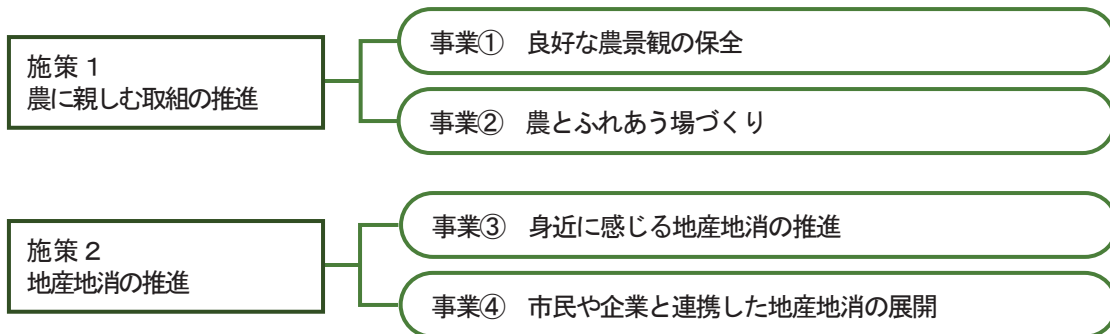 施策１
農に親しむ取組の推進
事業①　良好な農景観の保全
事業②　農とふれあう場づくり
施策２
地産地消の推進
事業③　身近に感じる地産地消の推進
事業④　市民や企業と連携した地産地消の展開